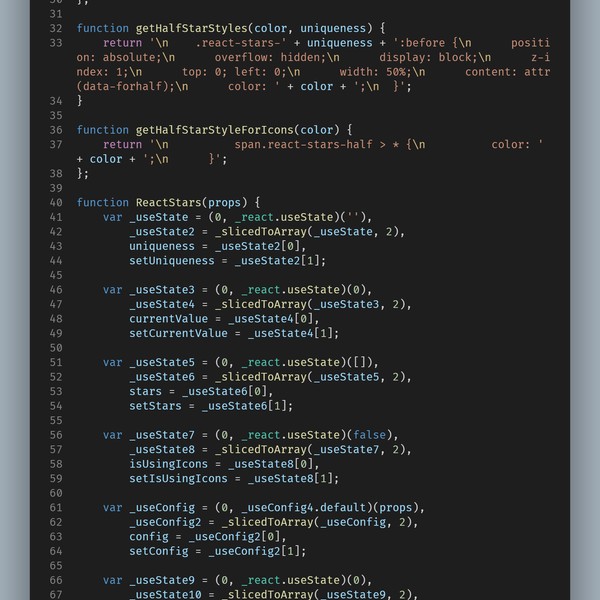 30 };
31
32 function getHalfStarStyles(color, uniqueness) {
33     return '\n    .react-stars-' + uniqueness + ':before {\n      positi
on: absolute;\n      overflow: hidden;\n      display: block;\n      z-i
ndex: 1;\n      top: 0; left: 0;\n      width: 50%;\n      content: attr
(data-forhalf);\n      color: ' + color + ';\n  }';
34 }
35
36 function getHalfStarStyleForIcons(color) {
37     return '\n          span.react-stars-half > * {\n          color: '
+ color + ';\n      }';
38 };
39
40 function ReactStars(props) {
41     var _useState = (0, _react.useState)(''),
42         _useState2 = _slicedToArray(_useState, 2),
43         uniqueness = _useState2[0],
44         setUniqueness = _useState2[1];
45
46     var _useState3 = (0, _react.useState)(0),
47         _useState4 = _slicedToArray(_useState3, 2),
48         currentValue = _useState4[0],
49         setCurrentValue = _useState4[1];
50
51     var _useState5 = (0, _react.useState)([]),
52         _useState6 = _slicedToArray(_useState5, 2),
53         stars = _useState6[0],
54         setStars = _useState6[1];
55
56     var _useState7 = (0, _react.useState)(false),
57         _useState8 = _slicedToArray(_useState7, 2),
58         isUsingIcons = _useState8[0],
59         setIsUsingIcons = _useState8[1];
60
61     var _useConfig = (0, _useConfig4.default)(props),
62         _useConfig2 = _slicedToArray(_useConfig, 2),
63         config = _useConfig2[0],
64         setConfig = _useConfig2[1];
65
66     var _useState9 = (0, _react.useState)(0),
67         _useState10 = _slicedToArray(_useState9, 2),